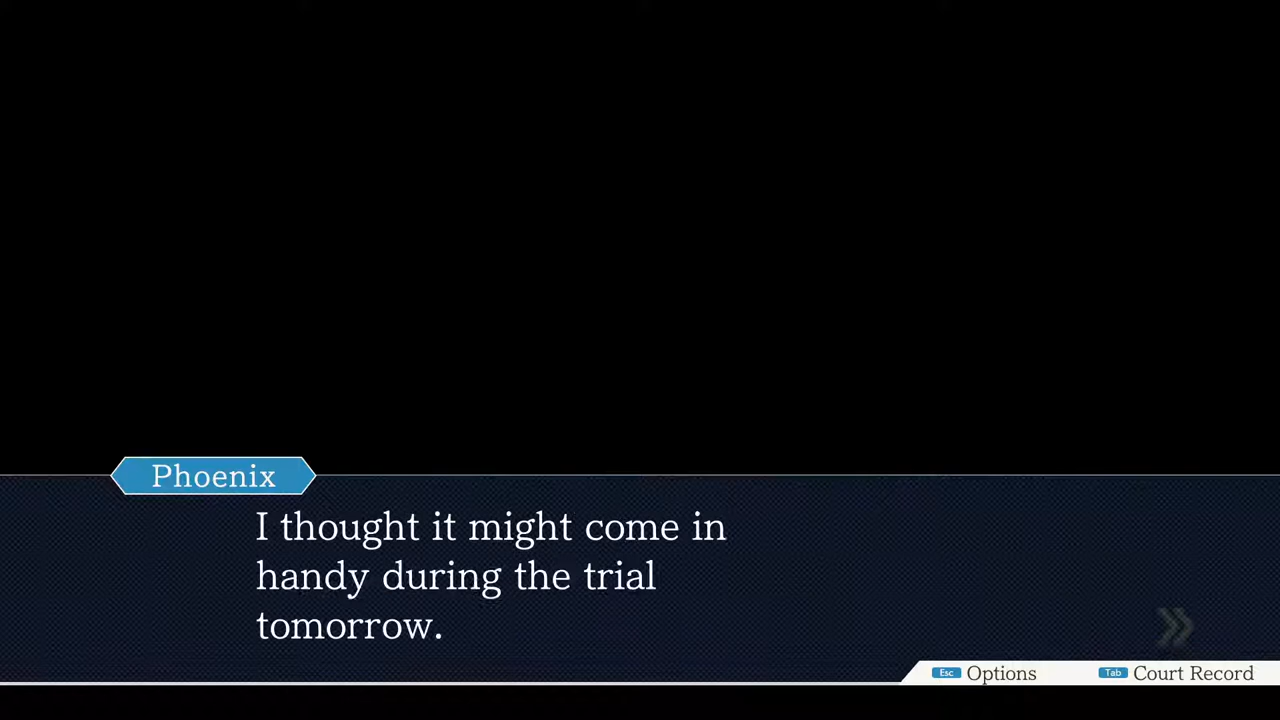 Phoenix
I thought it might come in
handy during the trial
tomorrow.
Esc Options Tab Court Record